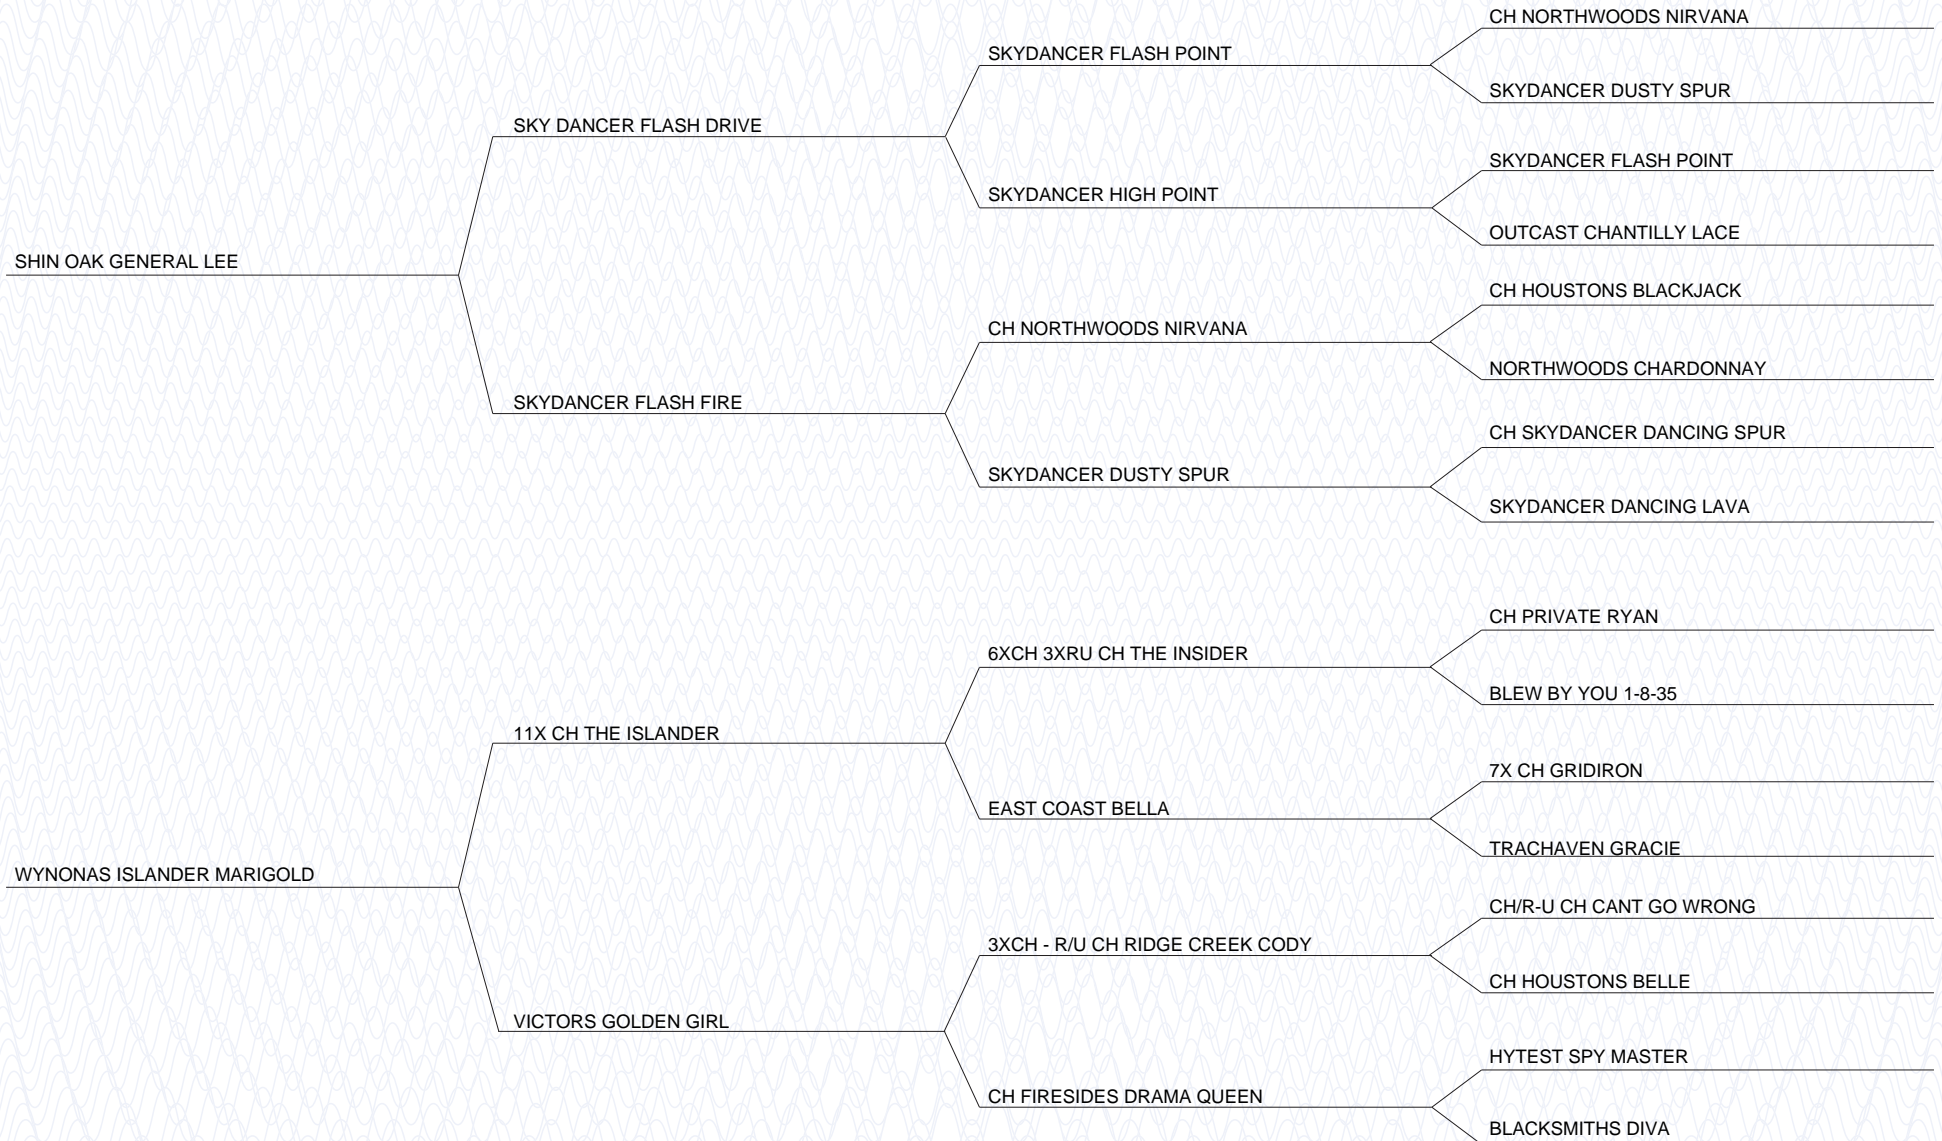 CH NORTHWOODS NIRVANA
SKYDANCER FLASH POINT
SKYDANCER DUSTY SPUR
SKY DANCER FLASH DRIVE
SKYDANCER FLASH POINT
SKYDANCER HIGH POINT
OUTCAST CHANTILLY LACE
SHIN OAK GENERAL LEE
CH HOUSTONS BLACKJACK
CH NORTHWOODS NIRVANA
NORTHWOODS CHARDONNAY
SKYDANCER FLASH FIRE
CH SKYDANCER DANCING SPUR
SKYDANCER DUSTY SPUR
SKYDANCER DANCING LAVA
CH PRIVATE RYAN
6XCH 3XRU CH THE INSIDER
BLEW BY YOU 1-8-35
11X CH THE ISLANDER
7X CH GRIDIRON
EAST COAST BELLA
TRACHAVEN GRACIE
WYNONAS ISLANDER MARIGOLD
CH/R-U CH CANT GO WRONG
3XCH - R/U CH RIDGE CREEK CODY
CH HOUSTONS BELLE
VICTORS GOLDEN GIRL
HYTEST SPY MASTER
CH FIRESIDES DRAMA QUEEN
BLACKSMITHS DIVA